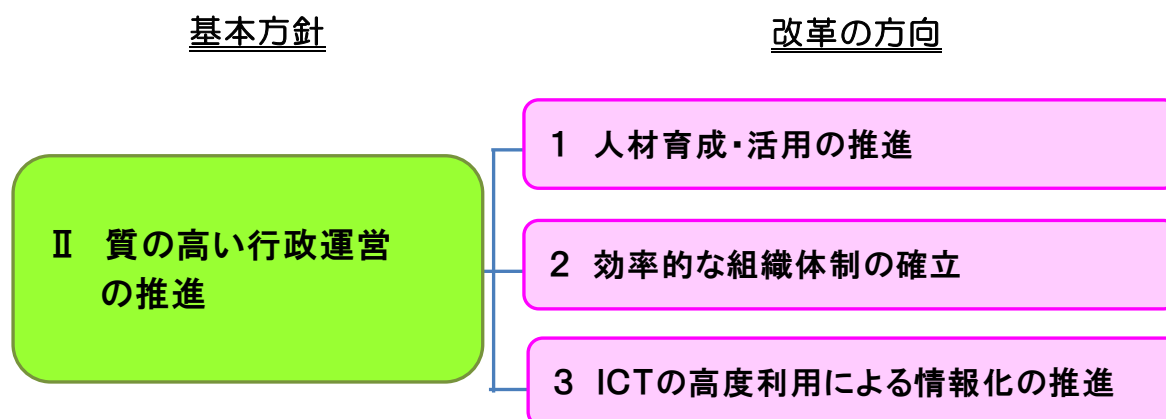 基本方針
改革の方向
Ⅱ 質の高い行政運営
の推進
1 人材育成・活用の推進
2 効率的な組織体制の確立
3 ICTの高度利用による情報化の推進